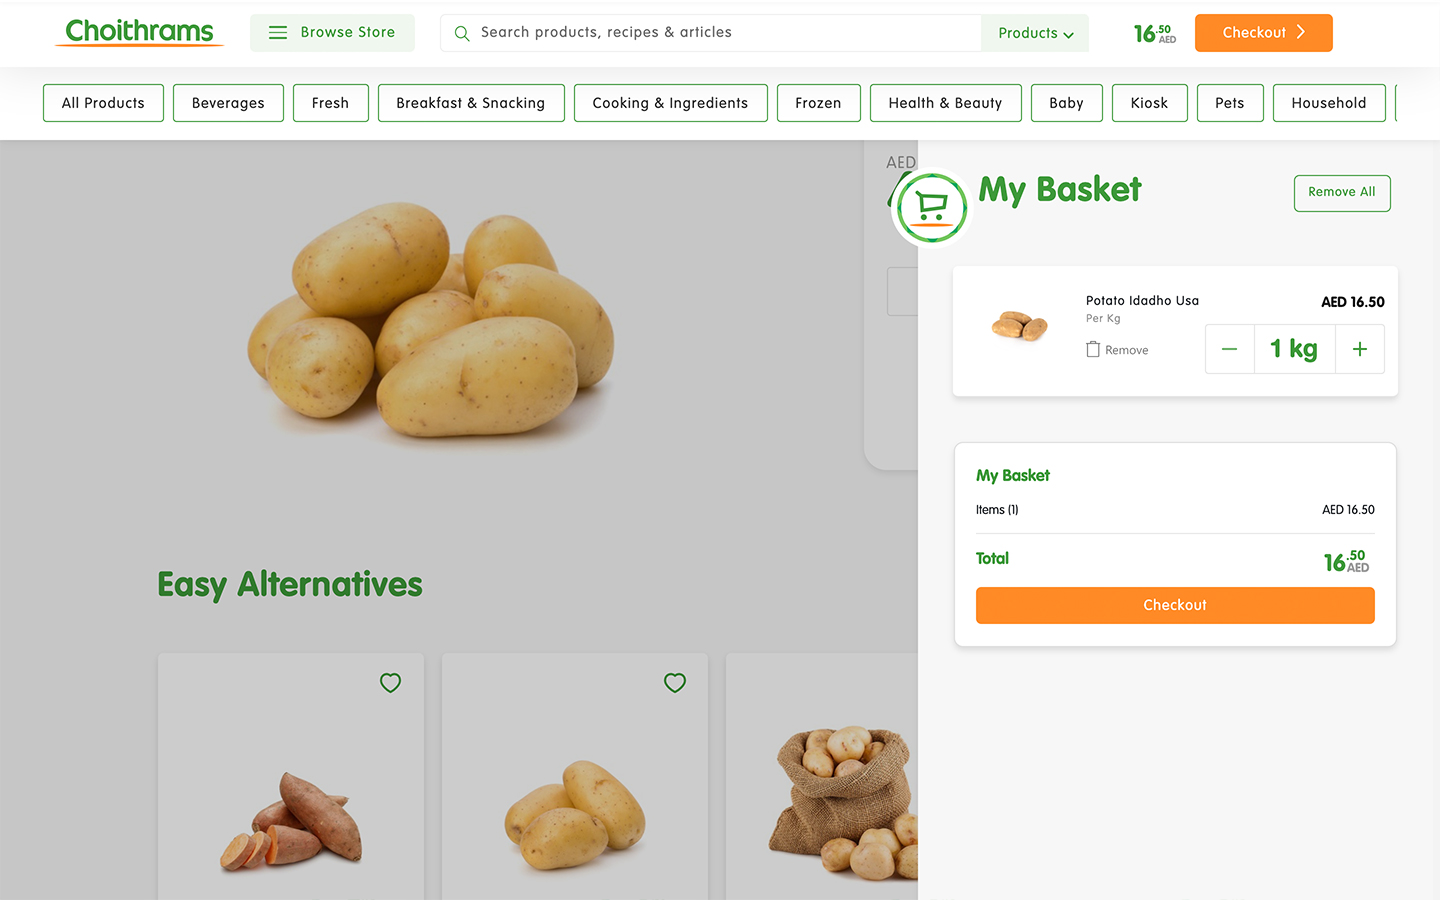 Choithrams
Browse Store
Search products, recipes & articles
Products
16.50 AED
Checkout
All Products
Beverages
Fresh
Breakfast & Snacking
Cooking & Ingredients
Frozen
Health & Beauty
Baby
Kiosk
Pets
Household
AED
My Basket
Remove All
Potato Idadho Usa
AED 16.50
Per Kg
Remove
1 kg
My Basket
Items (1)
AED 16.50
Total
16.50 AED
Checkout
Easy Alternatives